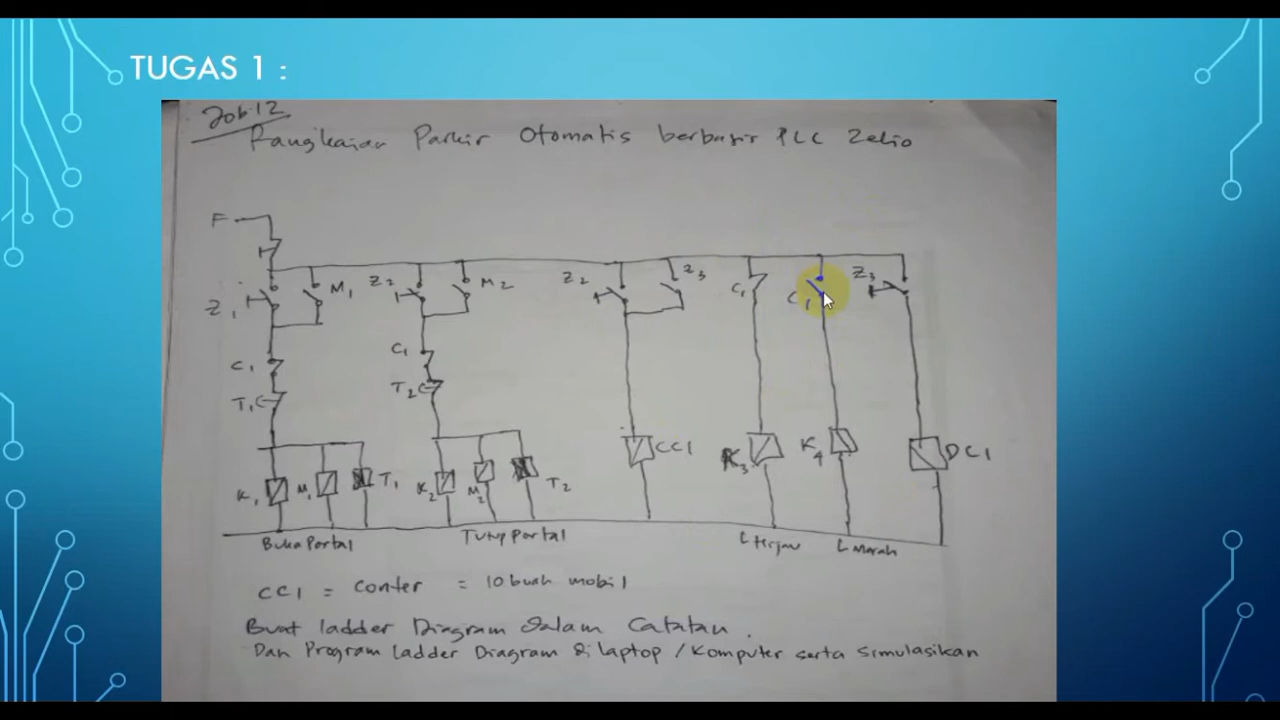 TUGAS 1 :
Job.12
Rangkaian Parkir Otomatis berbasis PLC Zelio
F
Z1 M1 Z2 M2 Z2 Z3 C1 C1 Z3
C1 C1
T1 T2
CC1 K3 K4 DC1
K1 M1 T1 K2 M2 T2
Buka Portal Tutup Portal L Hijau L Merah
CC1 = Conter = 10 buah mobil
Buat ladder Diagram dalam Catatan.
Dan Program ladder Diagram di laptop / Komputer serta Simulasikan